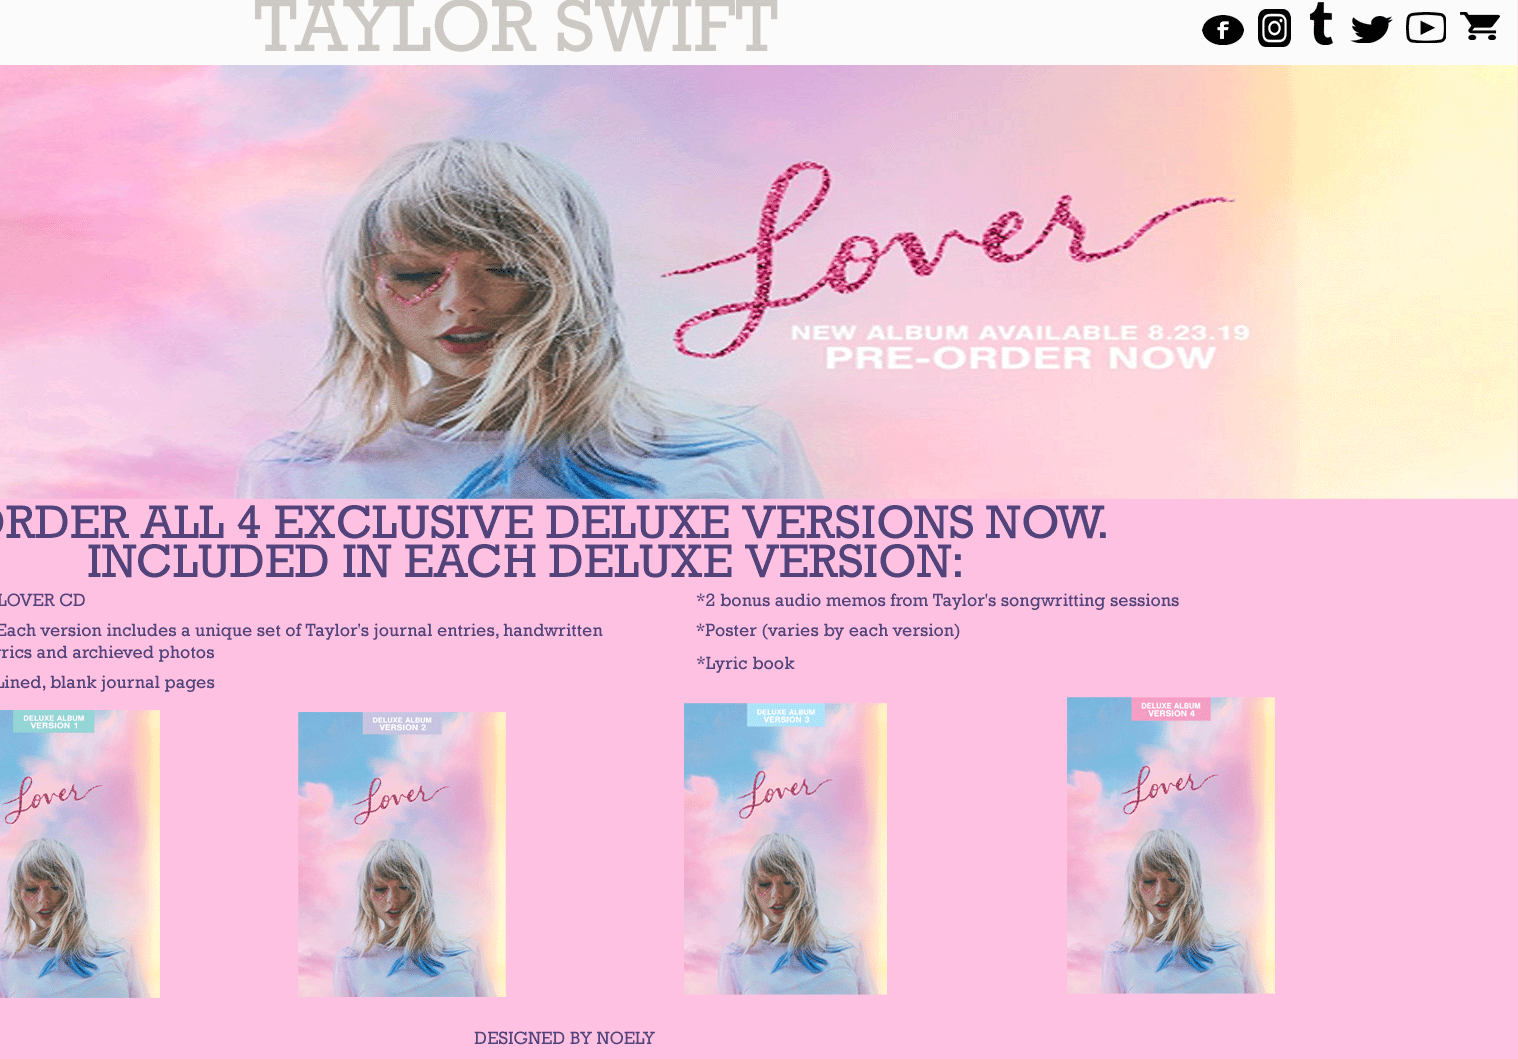 TAYLOR SWIFT
Lover
NEW ALBUM AVAILABLE 8.23.19
PRE-ORDER NOW
ORDER ALL 4 EXCLUSIVE DELUXE VERSIONS NOW.
INCLUDED IN EACH DELUXE VERSION:
LOVER CD
Each version includes a unique set of Taylor's journal entries, handwritten
rics and archieved photos
Lined, blank journal pages
*2 bonus audio memos from Taylor's songwritting sessions
*Poster (varies by each version)
*Lyric book
DELUXE ALBUM
VERSION 1
Lover
DELUXE ALBUM
VERSION 2
Lover
DELUXE ALBUM
VERSION 3
Lover
DELUXE ALBUM
VERSION 4
Lover
DESIGNED BY NOELY